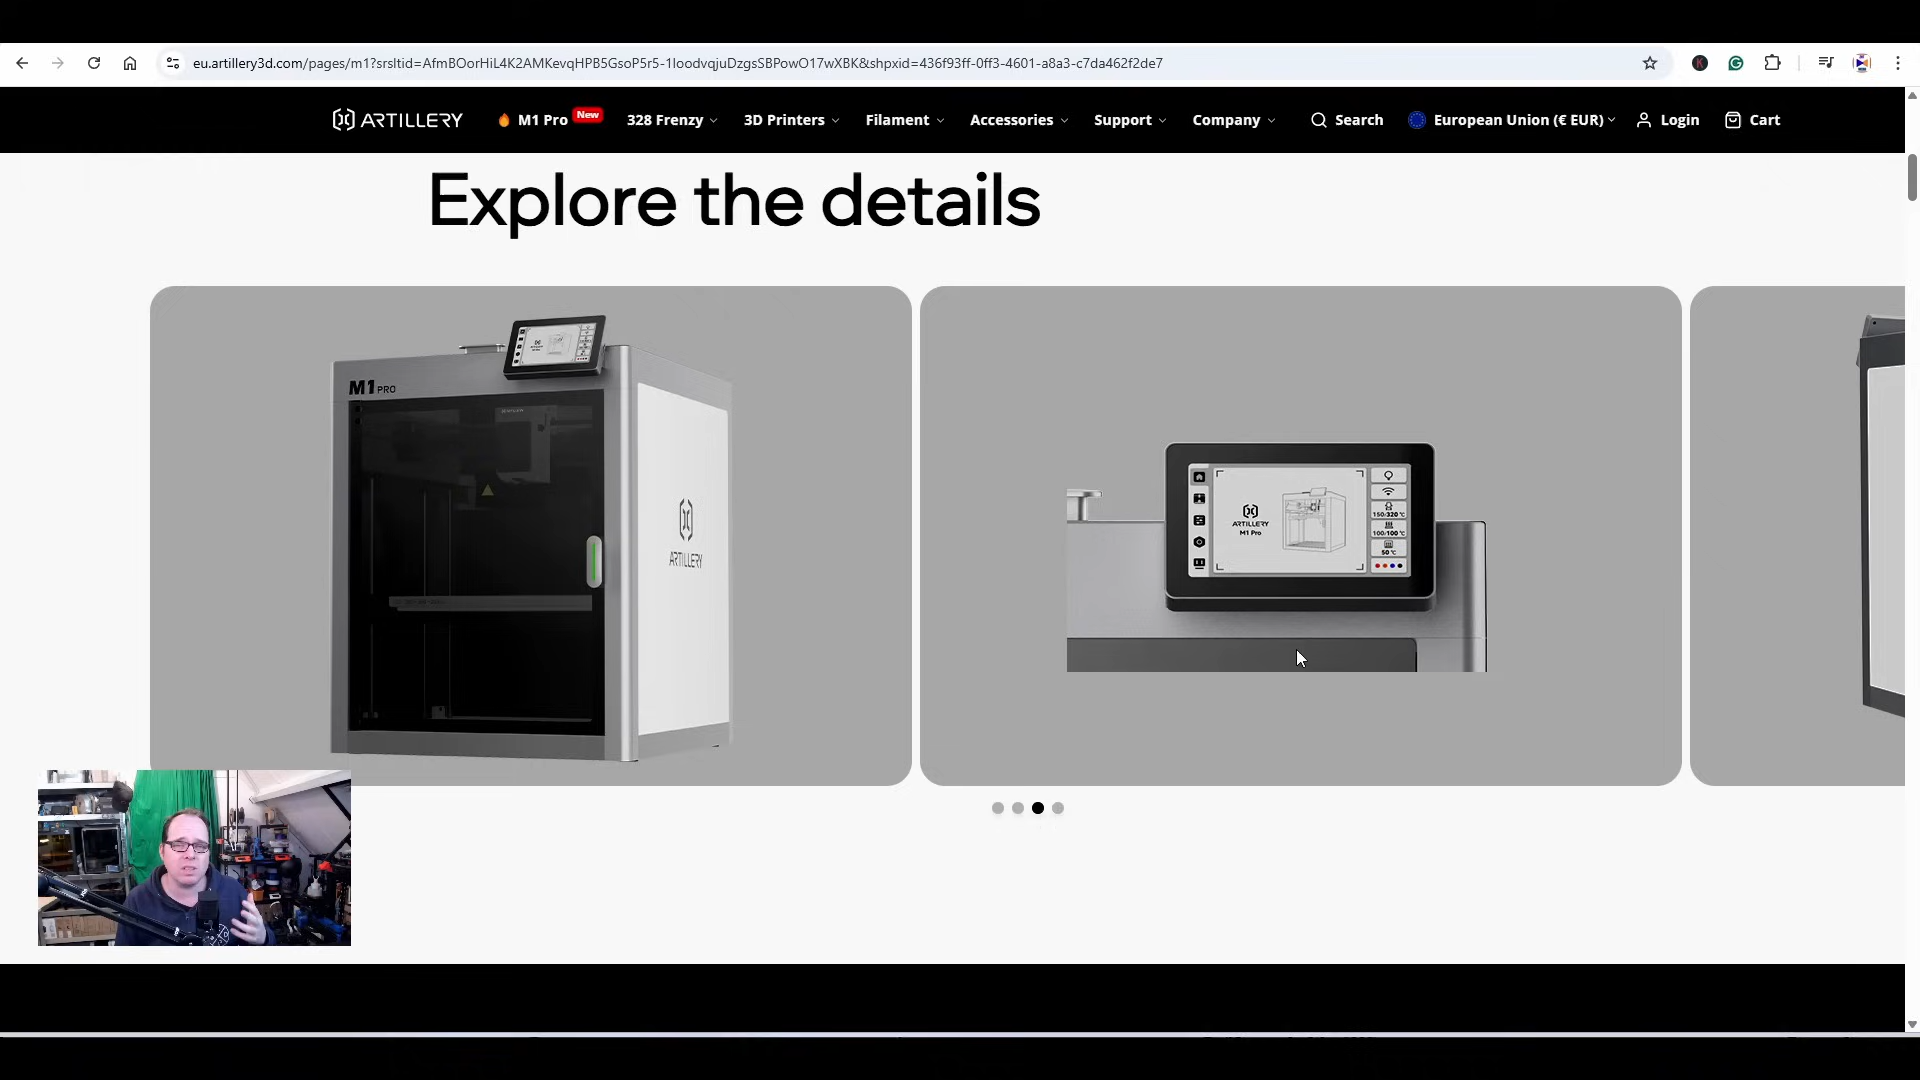 eu.artillery3d.com/pages/m1?srsltid=AfmBOorHiL4K2AMKevqHPB5GsoP5r5-1loodvqjuDzgsSBPowO17wXBK&shpxid=436f93ff-0ff3-4601-a8a3-c7da462f2de7
ARTILLERY M1 Pro New 328 Frenzy 3D Printers Filament Accessories Support Company Search European Union (€ EUR) Login Cart
Explore the details
M1 PRO
ARTILLERY
ARTILLERY
M1 Pro
150/320 °C
100/100 °C
50 °C